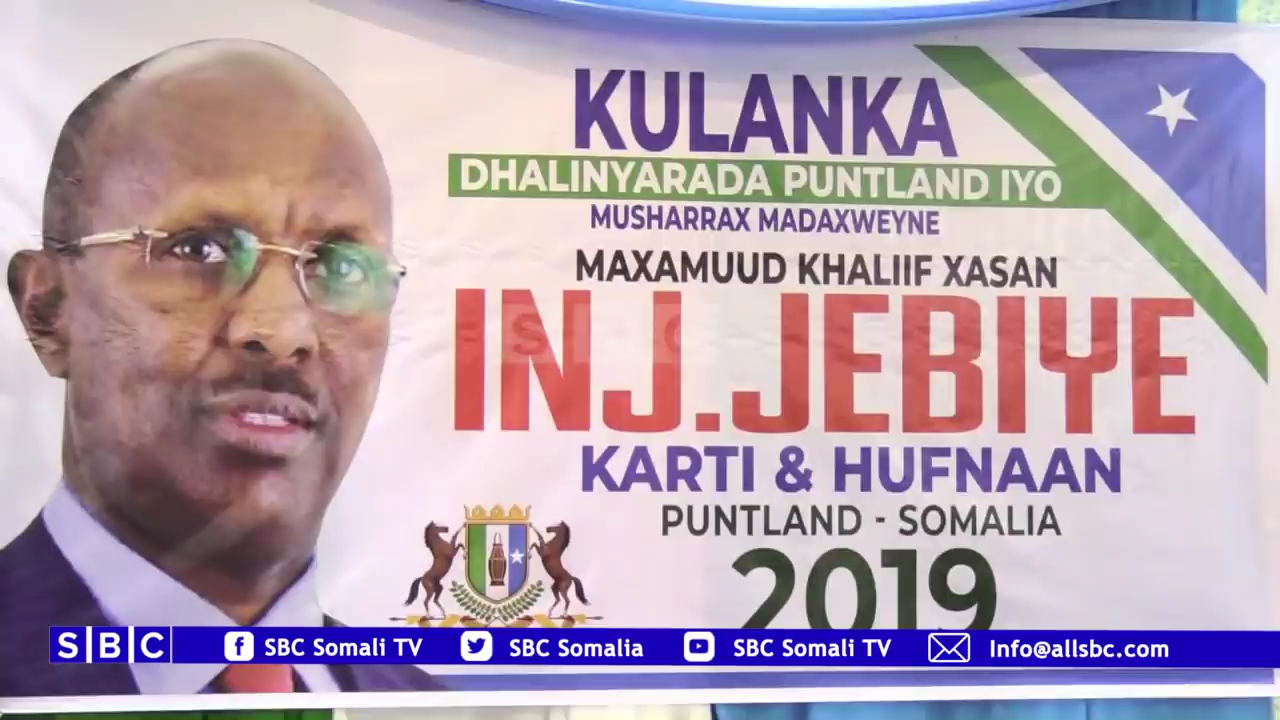 KULANKA
DHALINYARADA PUNTLAND IYO
MUSHARRAX MADAXWEYNE
MAXAMUUD KHALIIF XASAN
INJ.JEBIYE
SBC
KARTI & HUFNAAN
PUNTLAND - SOMALIA
2019
SBC SBC Somali TV SBC Somalia SBC Somali TV Info@allsbc.com